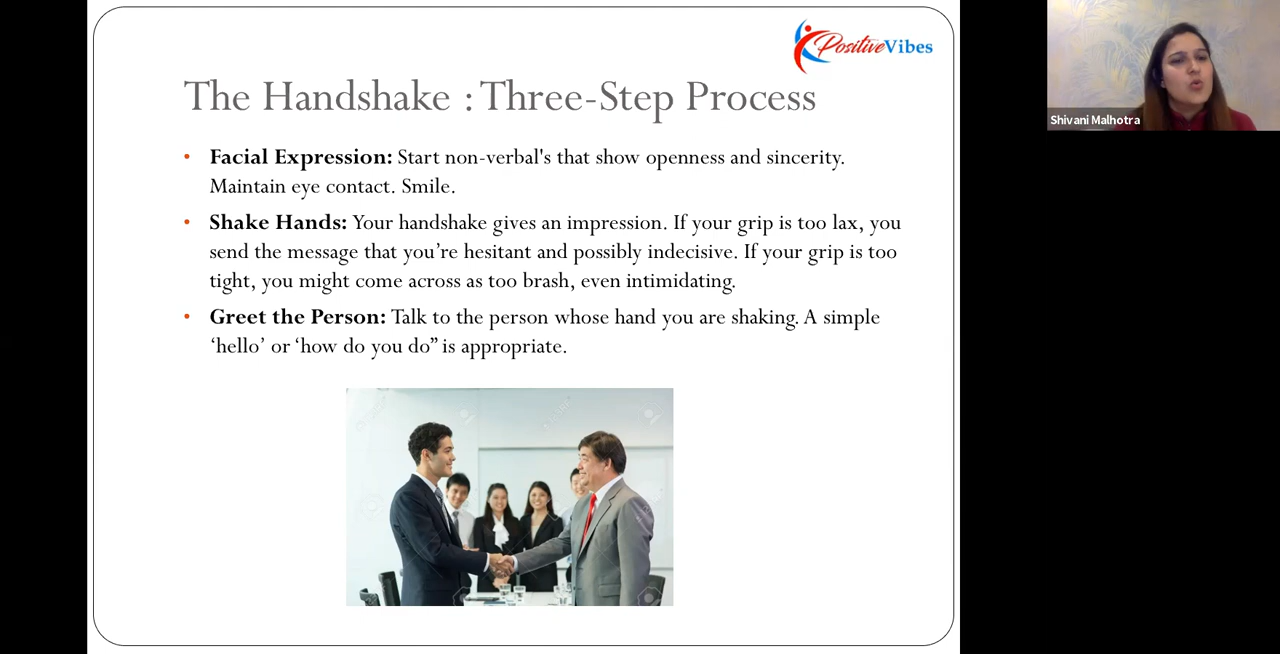 PositiveVibes
Shivani Malhotra
The Handshake : Three-Step Process
• Facial Expression: Start non-verbal's that show openness and sincerity.
Maintain eye contact. Smile.
• Shake Hands: Your handshake gives an impression. If your grip is too lax, you
send the message that you’re hesitant and possibly indecisive. If your grip is too
tight, you might come across as too brash, even intimidating.
• Greet the Person: Talk to the person whose hand you are shaking. A simple
‘hello’ or ‘how do you do” is appropriate.